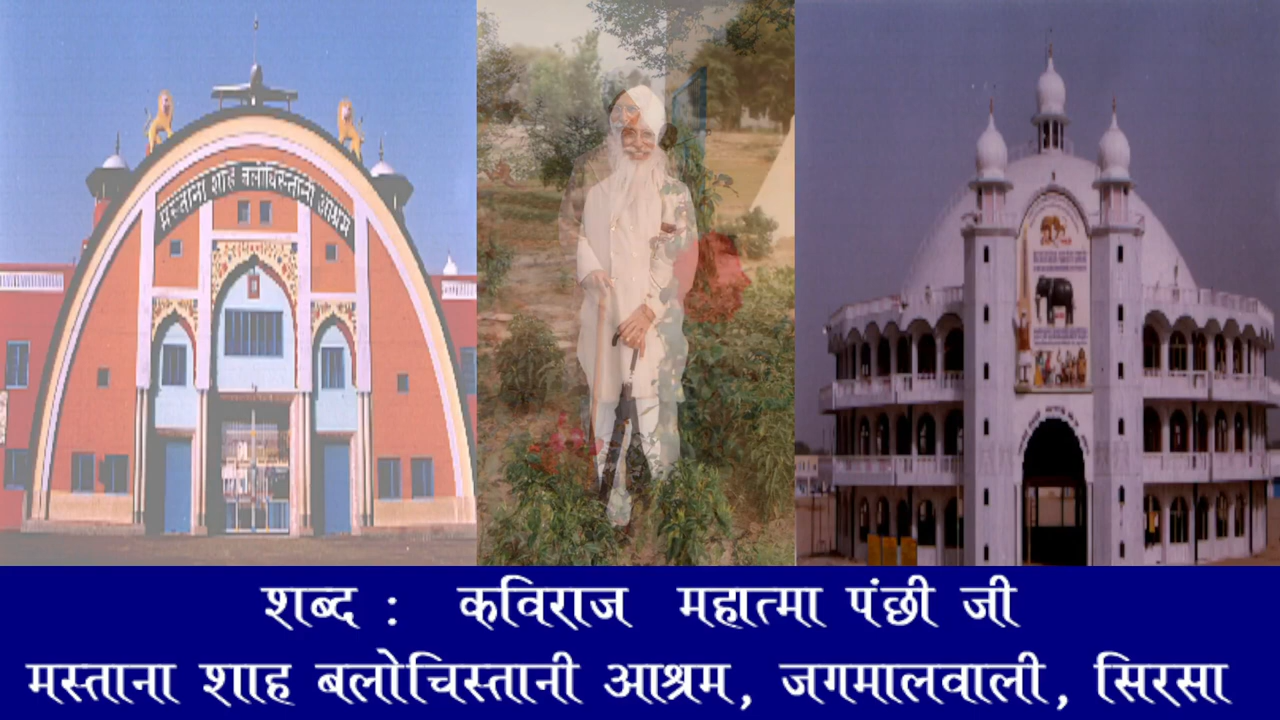 मस्ताना शाह बलोचिस्तानी आश्रम
शब्द : कविराज महात्मा पंछी जी
मस्ताना शाह बलोचिस्तानी आश्रम, जगमालवाली, सिरसा